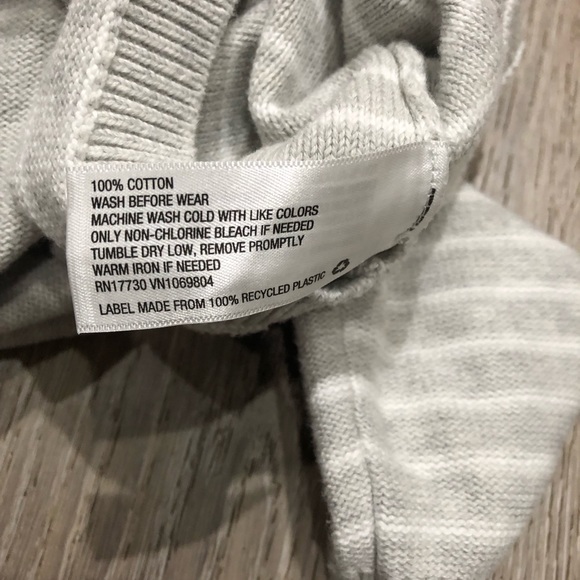 100% COTTON
WASH BEFORE WEAR
MACHINE WASH COLD WITH LIKE COLORS
ONLY NON-CHLORINE BLEACH IF NEEDED
TUMBLE DRY LOW, REMOVE PROMPTLY
WARM IRON IF NEEDED
RN17730 VN1069804
LABEL MADE FROM 100% RECYCLED PLASTIC